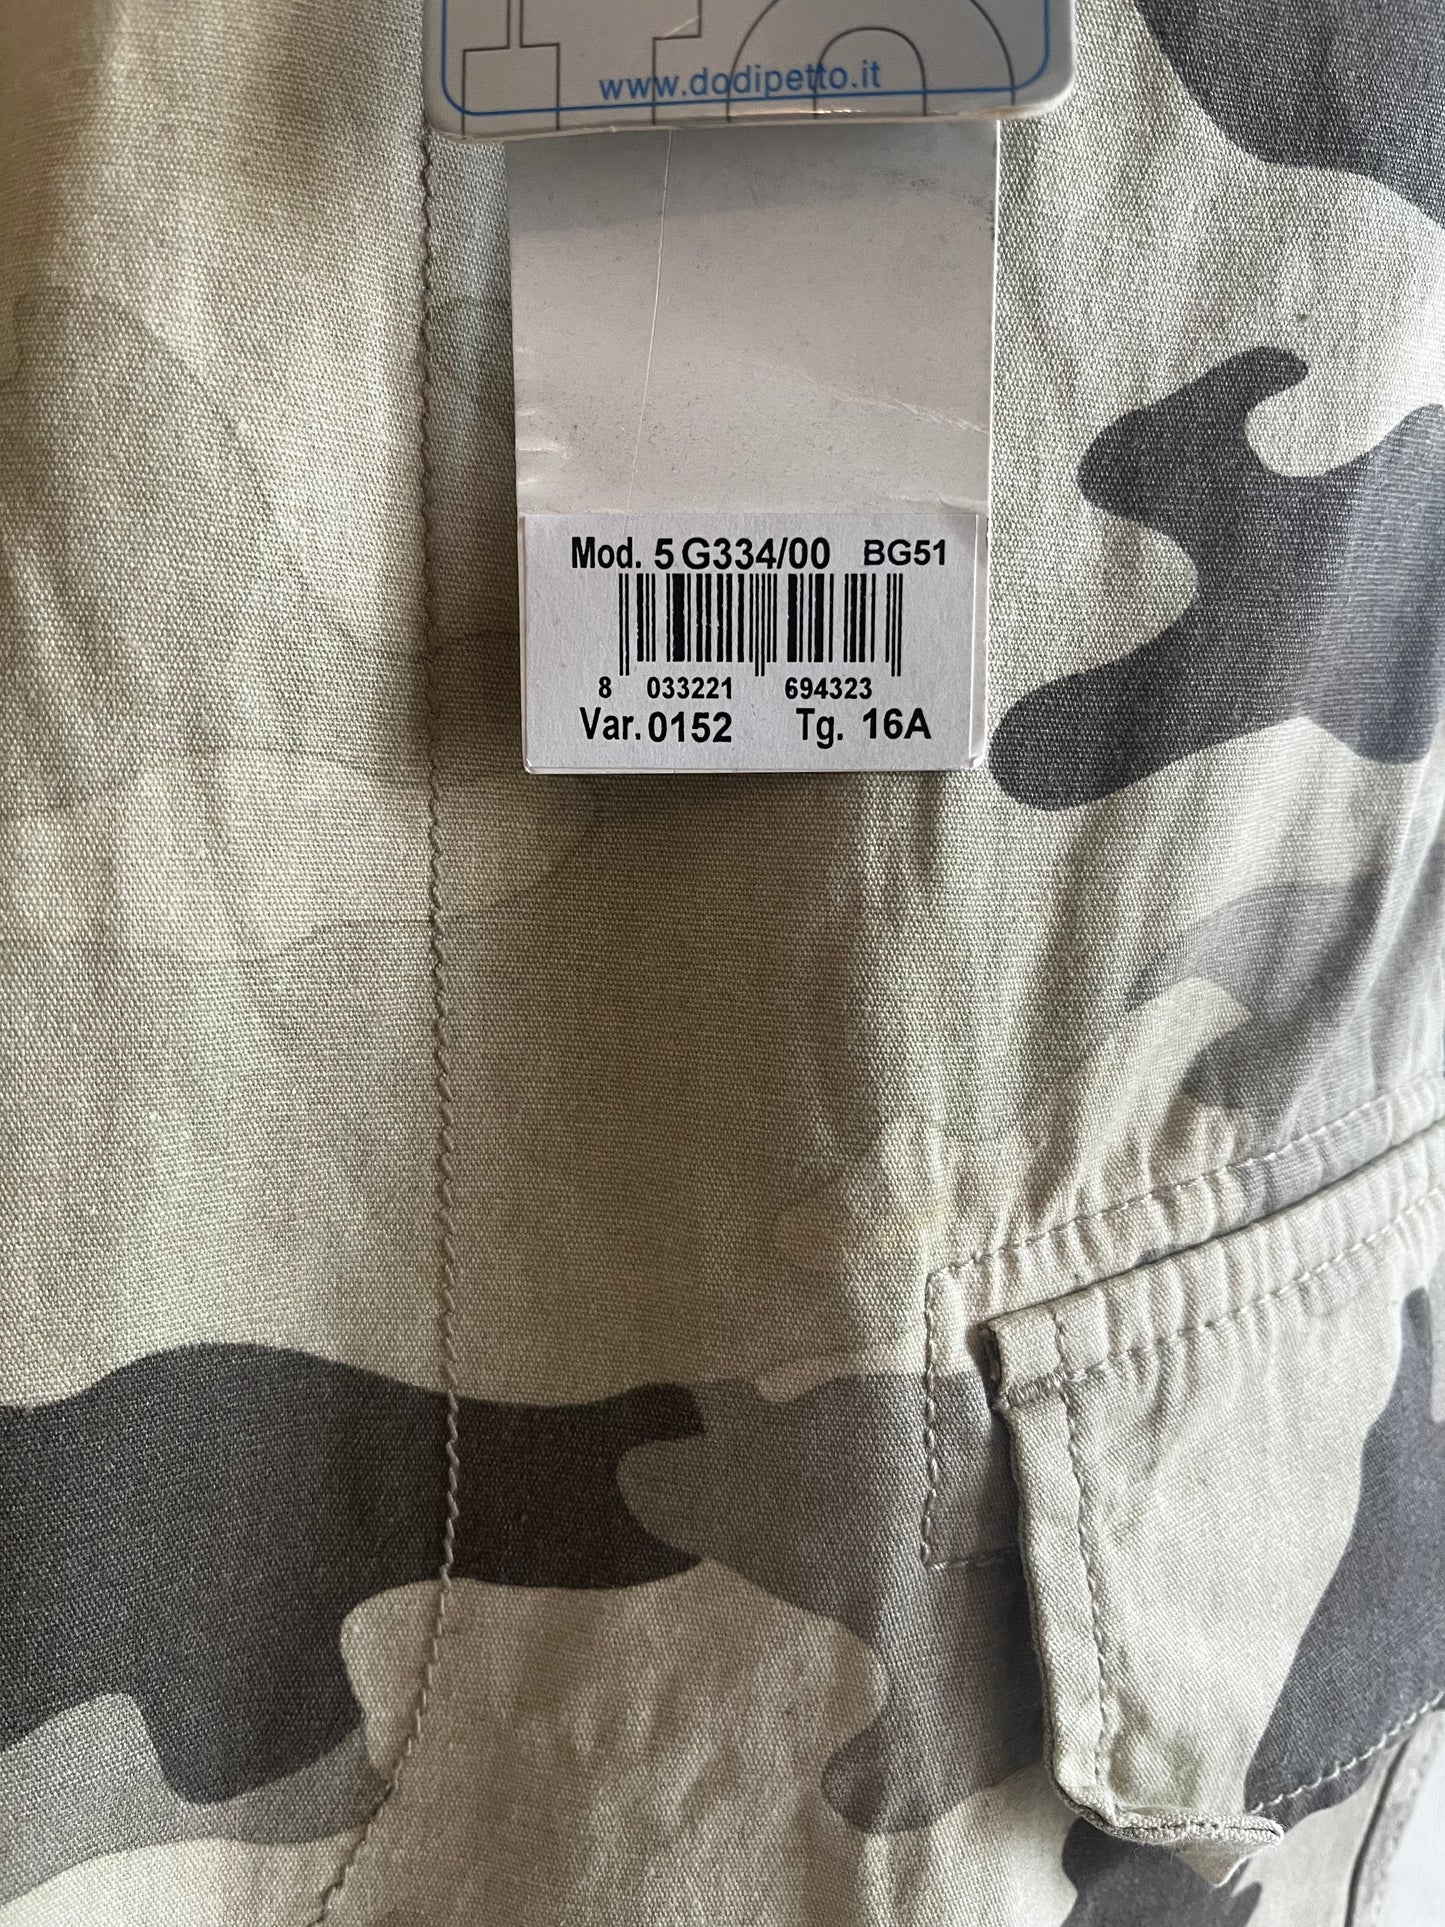 www.dodipetto.it
Mod. 5 G334/00 BG51
8 033221 694323
Var. 0152 Tg. 16A